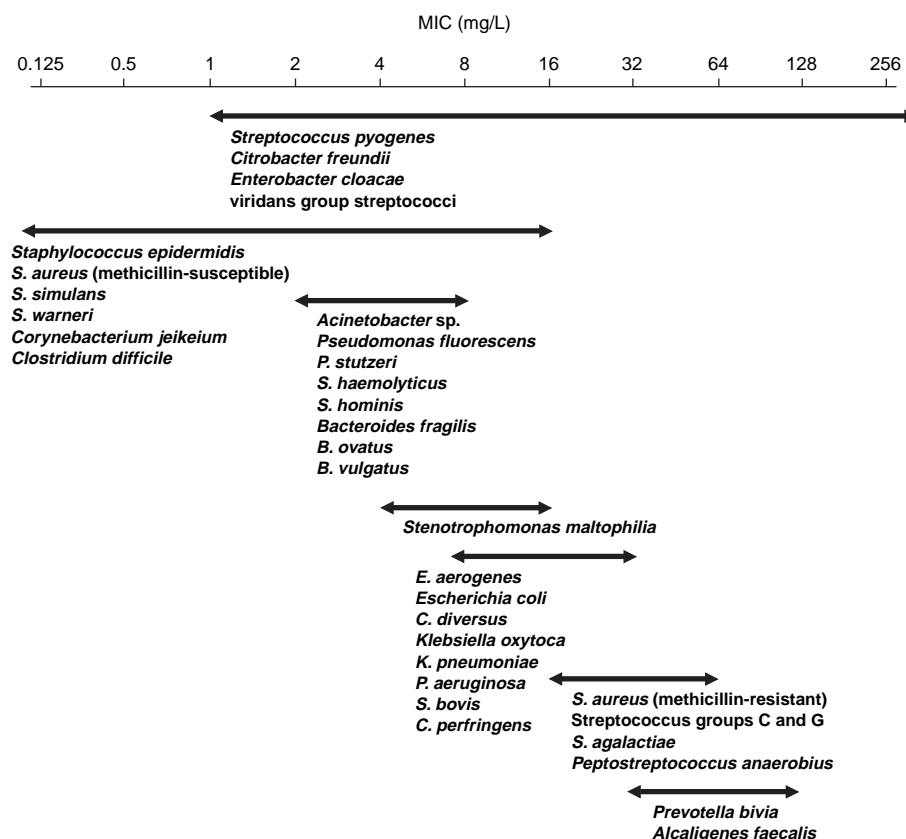 MIC (mg/L)
0.125 0.5 1 2 4 8 16 32 64 128 256
Streptococcus pyogenes
Citrobacter freundii
Enterobacter cloacae
viridans group streptococci
Staphylococcus epidermidis
S. aureus (methicillin-susceptible)
S. simulans
S. warneri
Corynebacterium jeikeium
Clostridium difficile
Acinetobacter sp.
Pseudomonas fluorescens
P. stutzeri
S. haemolyticus
S. hominis
Bacteroides fragilis
B. ovatus
B. vulgatus
Stenotrophomonas maltophilia
E. aerogenes
Escherichia coli
C. diversus
Klebsiella oxytoca
K. pneumoniae
P. aeruginosa
S. bovis
C. perfringens
S. aureus (methicillin-resistant)
Streptococcus groups C and G
S. agalactiae
Peptostreptococcus anaerobius
Prevotella bivia
Alcaligenes faecalis